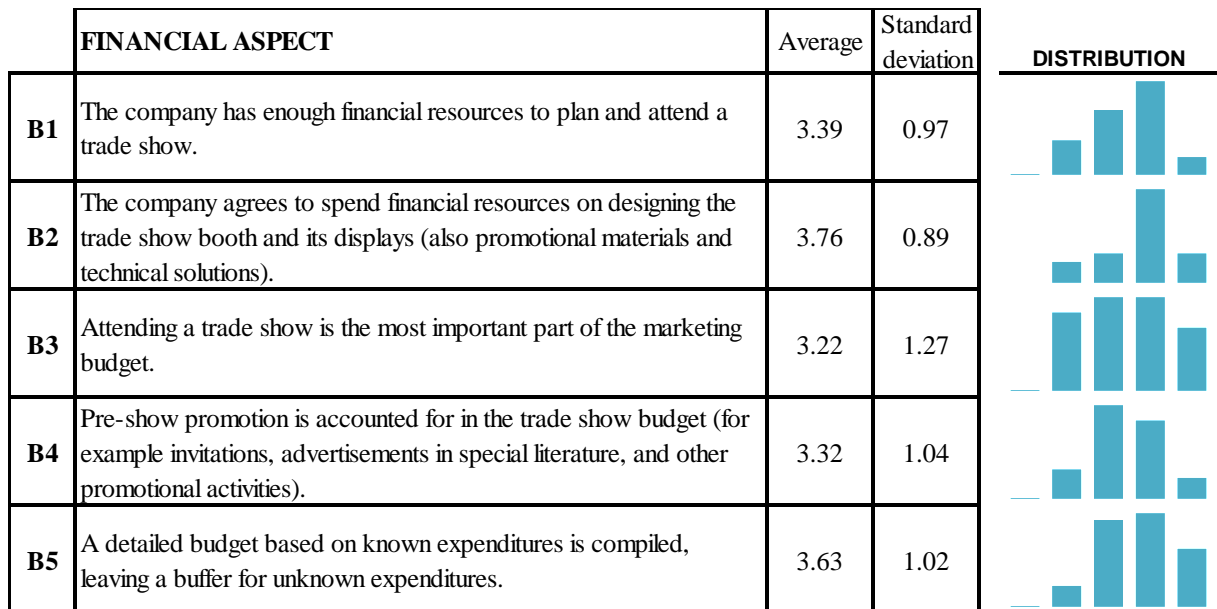 FINANCIAL ASPECT Average Standard deviation DISTRIBUTION
B1 The company has enough financial resources to plan and attend a
trade show. 3.39 0.97
The company agrees to spend financial resources on designing the
B2 trade show booth and its displays (also promotional materials and 3.76 0.89
technical solutions).
B3 Attending a trade show is the most important part of the marketing
budget. 3.22 1.27
Pre-show promotion is accounted for in the trade show budget (for
B4 example invitations, advertisements in special literature, and other 3.32 1.04
promotional activities).
B5 A detailed budget based on known expenditures is compiled,
leaving a buffer for unknown expenditures. 3.63 1.02